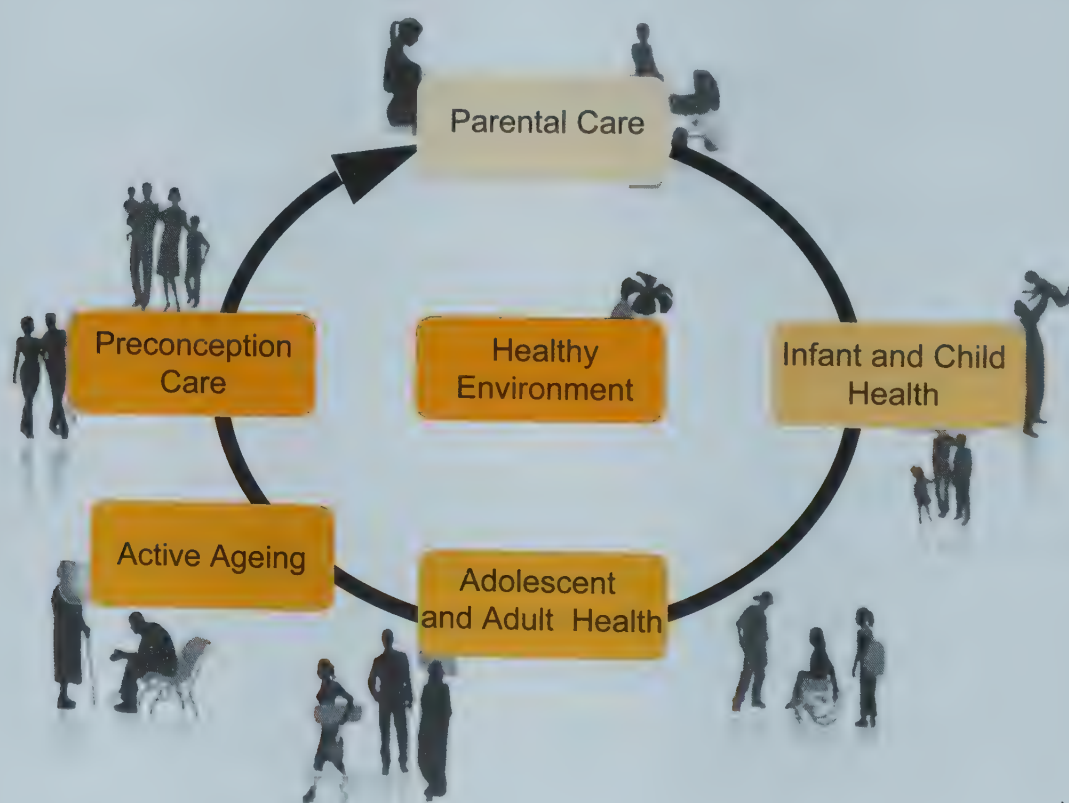 Parental Care
Preconception
Care
Healthy
Environment
Infant and Child
Health
Active Ageing
Adolescent
and Adult Health